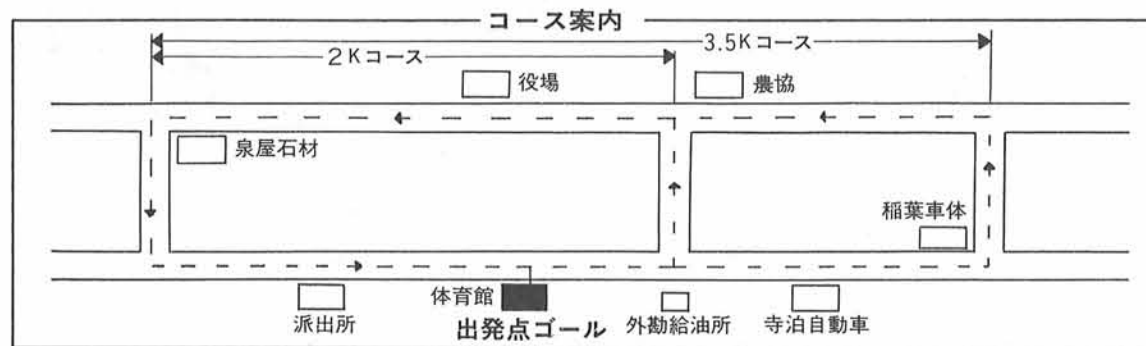 コース案内
3.5Kコース
2Kコース
役場
農協
泉屋石材
稲葉車体
体育館
派出所
出発点ゴール
外勘給油所
寺泊自動車